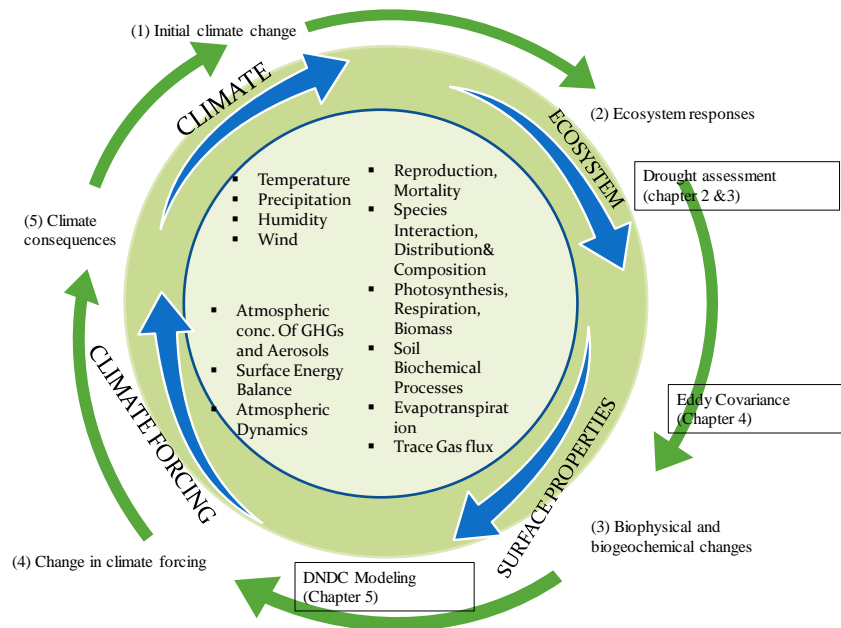 (1) Initial climate change
CLIMATE
ECOSYSTEM
(2) Ecosystem responses
Drought assessment
(chapter 2 &3)
▪ Temperature
▪ Precipitation
▪ Humidity
▪ Wind
▪ Reproduction,
Mortality
▪ Species
Interaction,
Distribution&
Composition
▪ Photosynthesis,
Respiration,
Biomass
▪ Soil
Biochemical
Processes
▪ Evapotranspirat
ion
▪ Trace Gas flux
▪ Atmospheric
conc. Of GHGs
and Aerosols
▪ Surface Energy
Balance
▪ Atmospheric
Dynamics
(5) Climate
consequences
CLIMATE FORCING
SURFACE PROPERTIES
Eddy Covariance
(Chapter 4)
(3) Biophysical and
biogeochemical changes
(4) Change in climate forcing
DNDC Modeling
(Chapter 5)